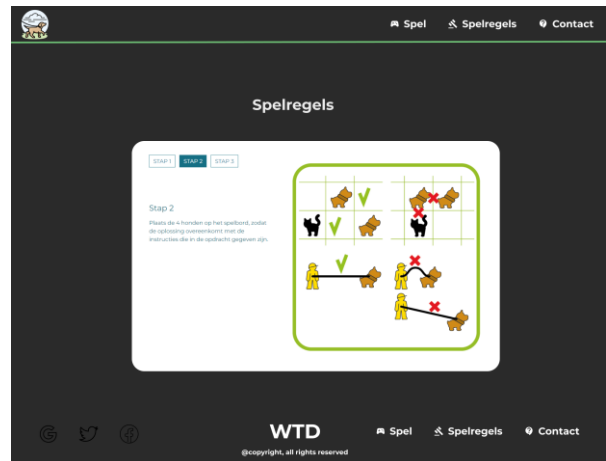 Spel Spelregels Contact
Spelregels
STAP 1 STAP 2 STAP 3
Stap 2
Plaats de 4 honden op het spelbord, zodat
de oplossing overeenkomt met de
instructies die in de opdracht gegeven zijn.
WTD
@copyright, all rights reserved
Spel Spelregels Contact